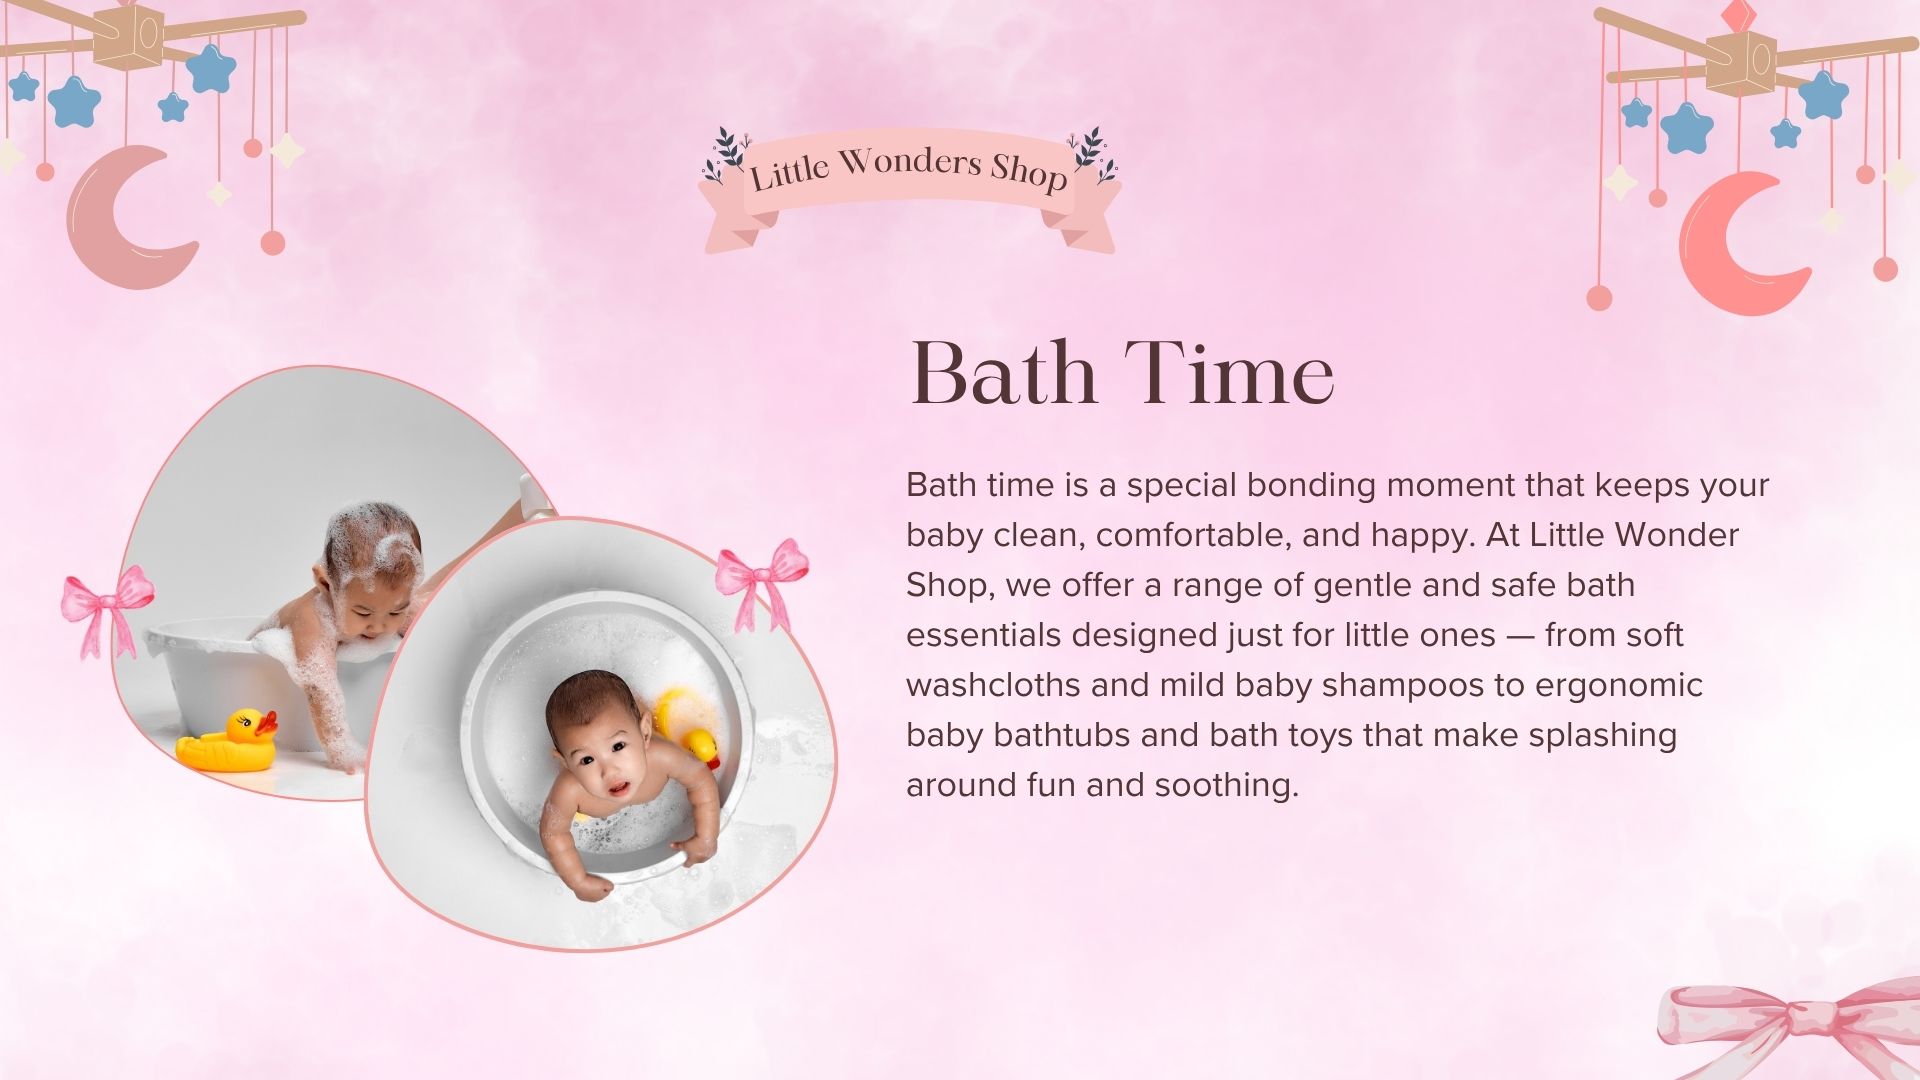 Little Wonders Shop
Bath Time
Bath time is a special bonding moment that keeps your
baby clean, comfortable, and happy. At Little Wonder
Shop, we offer a range of gentle and safe bath
essentials designed just for little ones — from soft
washcloths and mild baby shampoos to ergonomic
baby bathtubs and bath toys that make splashing
around fun and soothing.